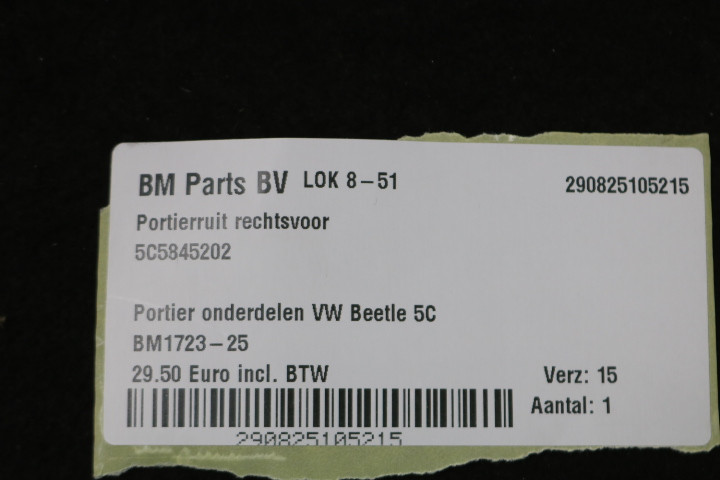 BM Parts BV LOK 8-51 290825105215
Portierruit rechtsvoor
5C5845202
Portier onderdelen VW Beetle 5C
BM1723-25
29.50 Euro incl. BTW Verz: 15
Aantal: 1
290825105215